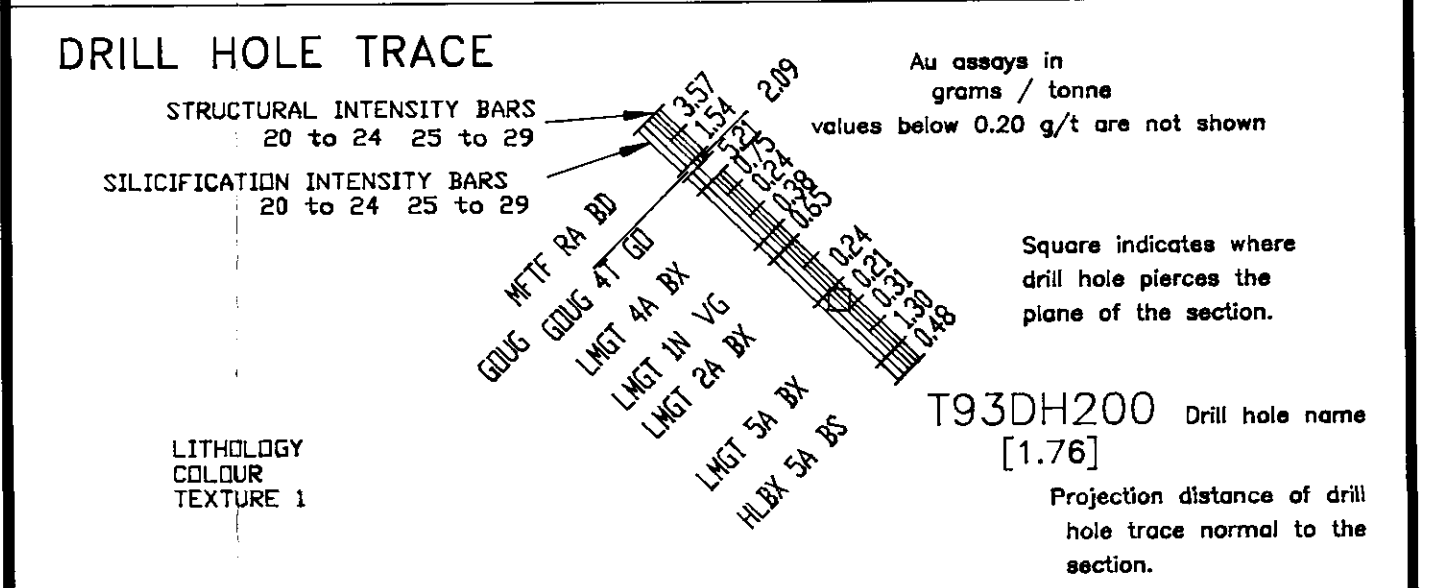 DRILL HOLE TRACE
STRUCTURAL INTENSITY BARS
20 to 24 25 to 29
SILICIFICATION INTENSITY BARS
20 to 24 25 to 29
3.57
1.54
2.09
5.21
0.75
0.24
0.38
0.65
0.24
0.21
0.31
1.30
0.48
Au assays in
grams / tonne
values below 0.20 g/t are not shown
Square indicates where
drill hole pierces the
plane of the section.
MFTF RA BD
GOUG GOUG 4T GO
LMGT 4A BX
LMGT 1N VG
LMGT 2A BX
LMGT 5A BX
HLBX 5A BS
LITHOLOGY
COLOUR
TEXTURE 1
T93DH200 Drill hole name
[1.76]
Projection distance of drill
hole trace normal to the
section.